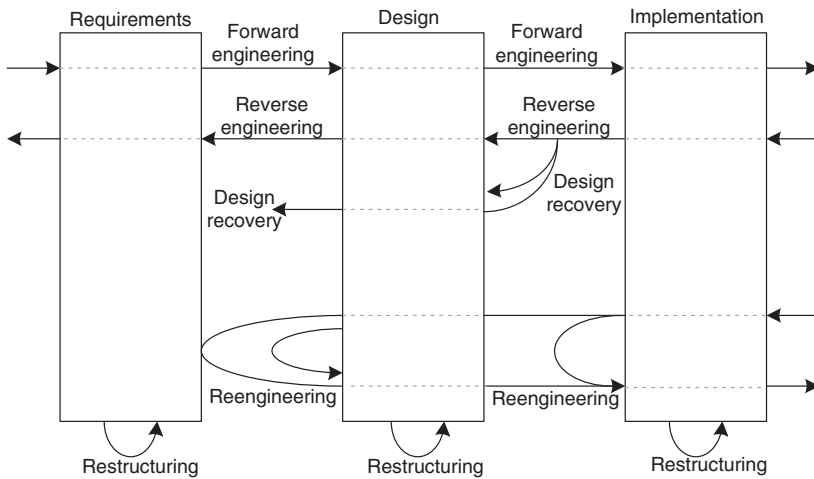 Requirements
Design
Implementation
Forward
engineering
Forward
engineering
Reverse
engineering
Reverse
engineering
Design
recovery
Design
recovery
Reengineering
Reengineering
Restructuring
Restructuring
Restructuring